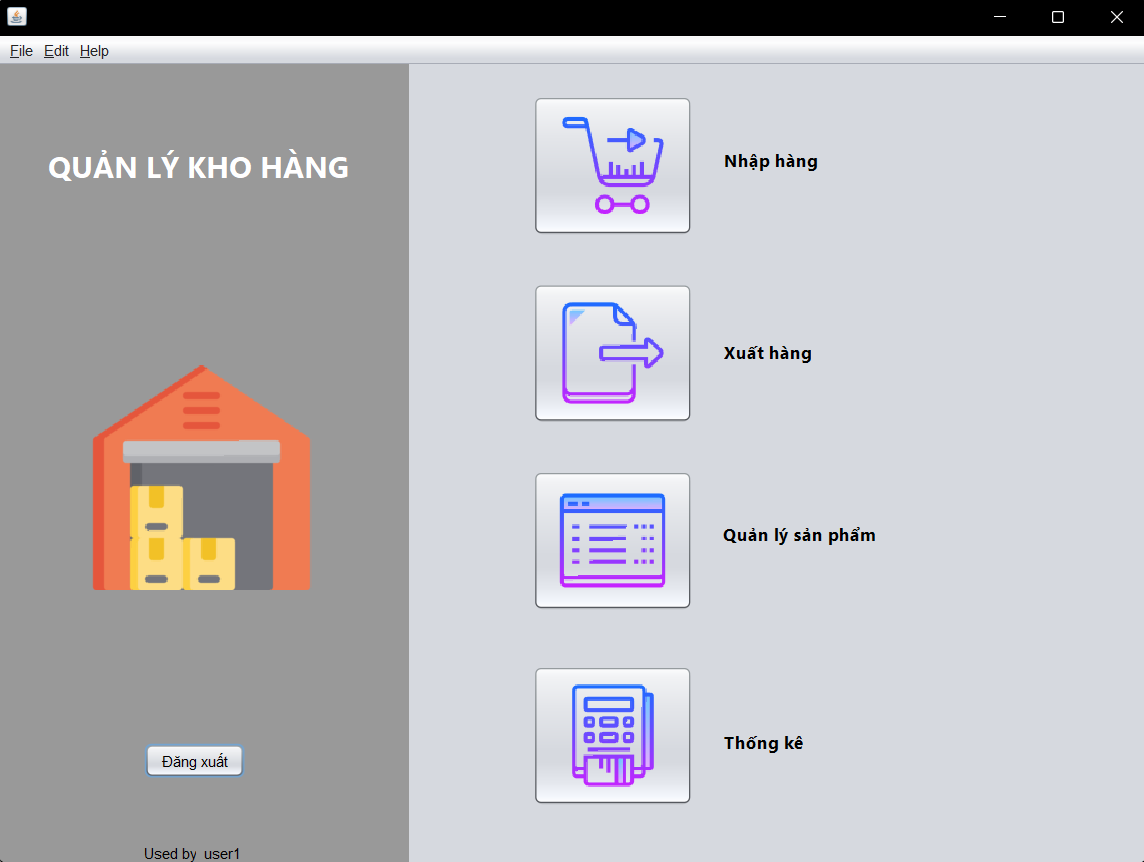 File Edit Help
QUẢN LÝ KHO HÀNG
Đăng xuất
Used by user1
Nhập hàng
Xuất hàng
Quản lý sản phẩm
Thống kê